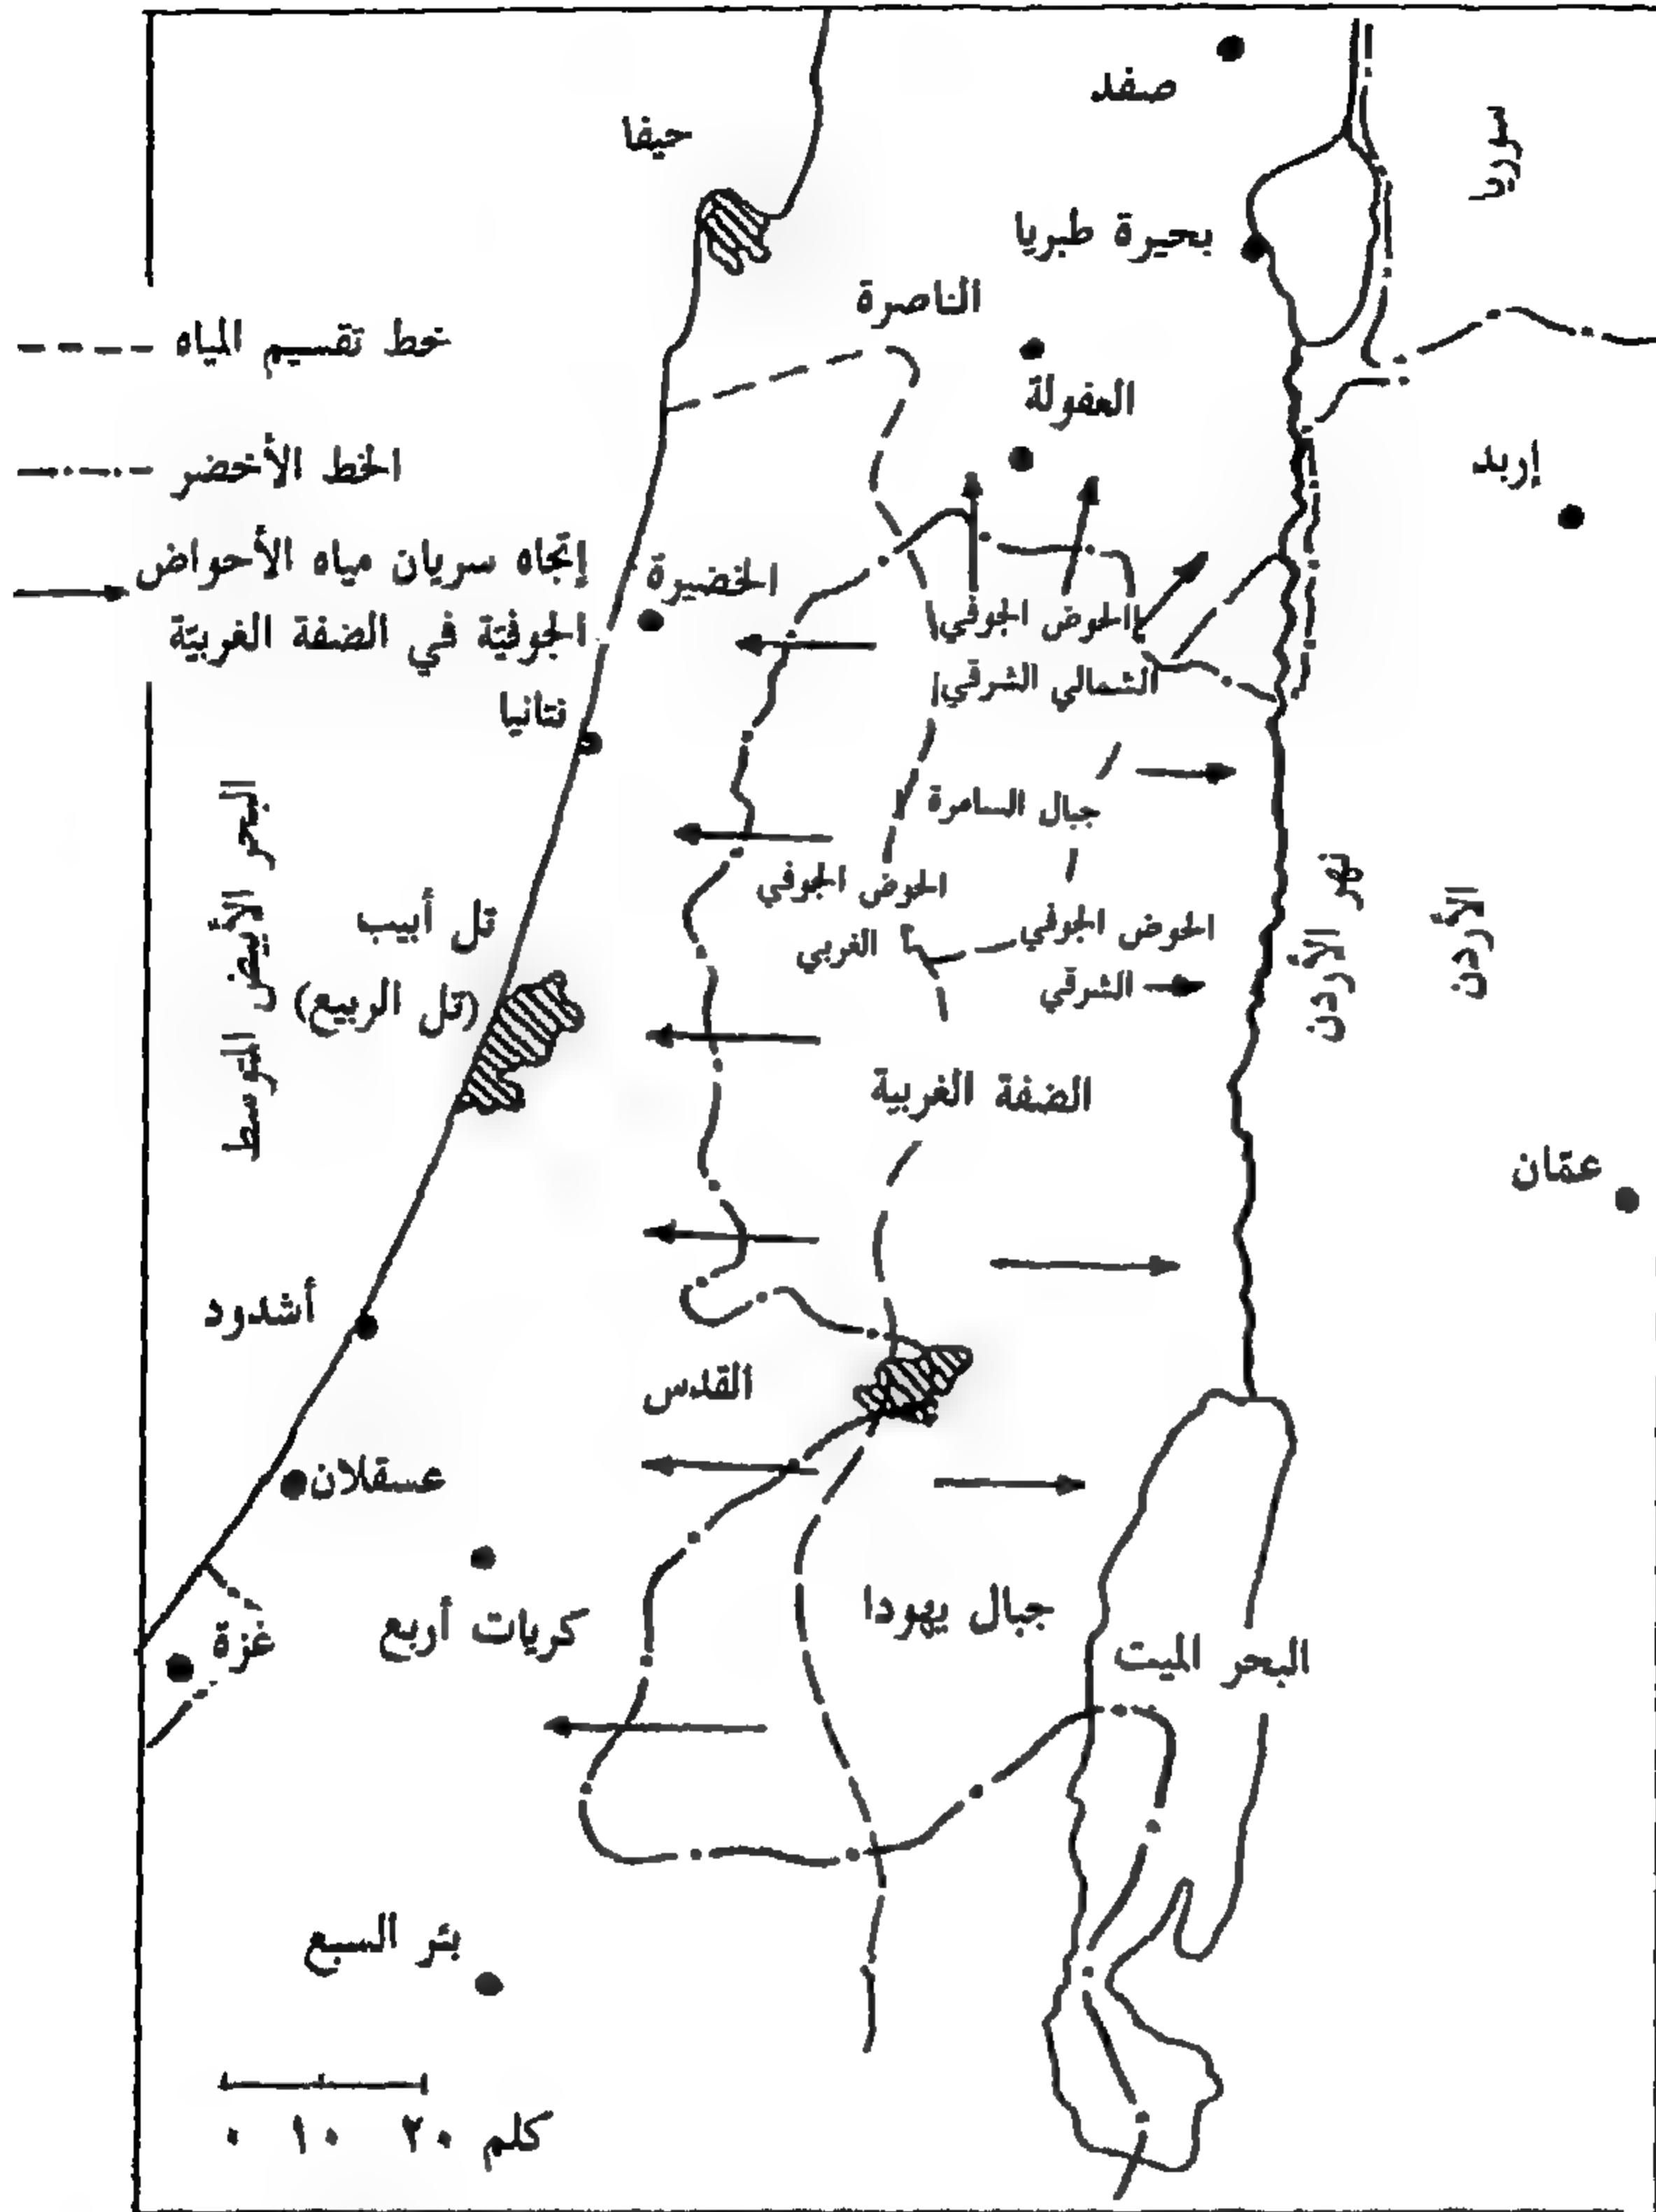 صفد
حيفا
سوريا
بحيرة طبريا
الناصرة
خط تقسيم المياه
العفولة
الخط الأخضر
إربد
إتجاه سريان مياه الأحواض
الجوفيّة في الضفة الغربيّة
الخضيرة
الحوض الجوفي
الشمالي الشرقي
نتانيا
جبال السامرة
البحر الأبيض المتوسط
الحوض الجوفي
الغربي
الحوض الجوفي
الشرقي
نهر الأردن
الأردن
تل أبيب
(تل الربيع)
الضفة الغربية
عمّان
أشدود
القدس
عسقلان
كريات أربع
جبال يهودا
غزة
البحر الميت
بئر السبع
٠ ١٠ ٢٠ كلم